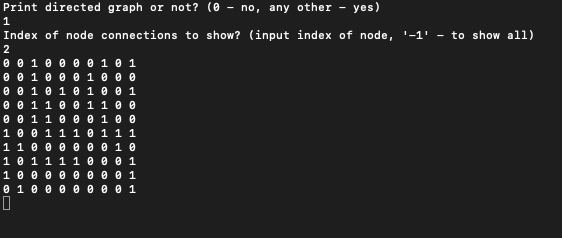 Print directed graph or not? (0 - no, any other - yes)
1
Index of node connections to show? (input index of node, '-1' - to show all)
2
0 0 1 0 0 0 0 1 0 1
0 0 1 0 0 0 1 0 0 0
0 0 1 0 1 0 1 0 0 1
0 0 1 1 0 0 1 1 0 0
0 0 1 1 0 0 0 1 0 0
1 0 0 1 1 1 0 1 1 1
1 1 0 0 0 0 0 0 1 0
1 0 1 1 1 1 0 0 0 1
1 1 0 0 0 0 0 0 0 1
0 1 0 0 0 0 0 0 0 1